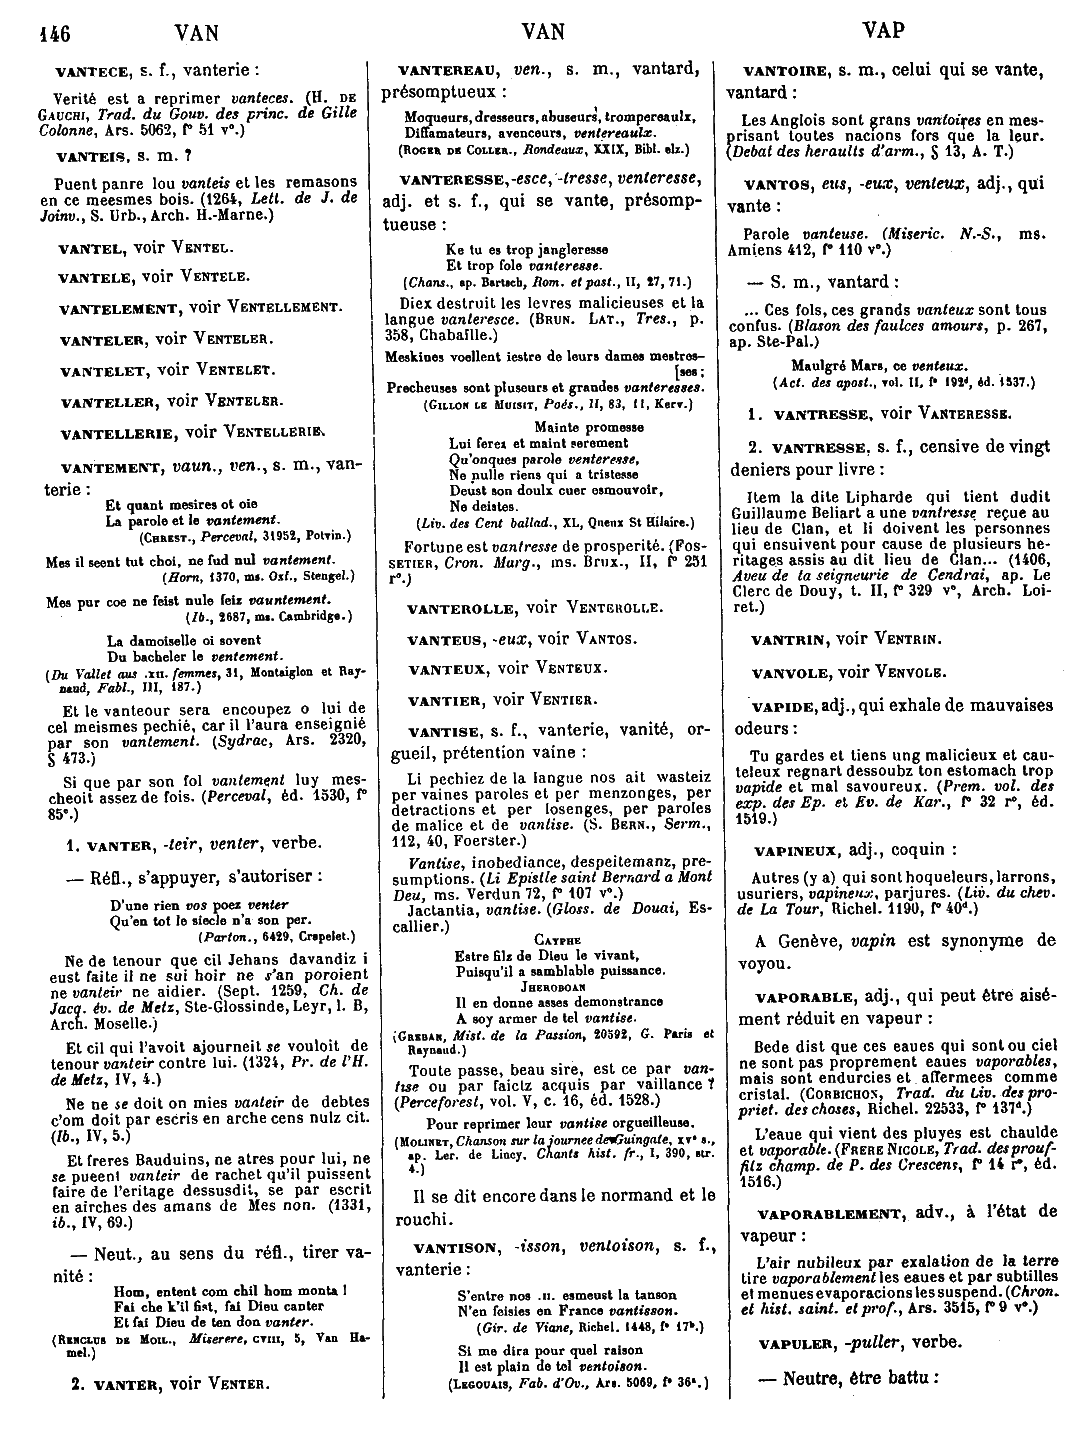 146 VAN VAN VAP
VANTECE, s. f., vanterie :
Verité est a reprimer vanteces. (H. DE
GAUCHI, Trad. du Gouv. des princ. de Gille
Colonne, Ars. 5062, f° 51 v°.)
VANTEIS, s. m. ?
Puent panre lou vanteis et les remasons
en ce meesmes bois. (1264, Lett. de J. de
Joinv., S. Urb., Arch. H.-Marne.)
VANTEL, voir VENTEL.
VANTELE, voir VENTELE.
VANTELEMENT, voir VENTELLEMENT.
VANTELER, voir VENTELER.
VANTELET, voir VENTELET.
VANTELLER, voir VENTELER.
VANTELLERIE, voir VENTELLERIE.
VANTEMENT, vaun., ven., s. m., van-
terie :
Et quant mesires ot oie
La parole et le vantement.
(CHREST., Perceval, 31952, Potvin.)
Mes il seent tut choi, ne fud nul vantement.
(Horn, 1370, ms. Oxf., Stengel.)
Mes pur coe ne feist nule feiz vauntement.
(Ib., 2687, ms. Cambridge.)
La damoiselle oi sovent
Du bacheler le ventement.
(Du Vallet aus .XII. femmes, 31, Montaiglon et Ray-
naud, Fabl., III, 187.)
Et le vanteour sera encoupez o lui de
cel meismes pechié, car il l'aura enseignié
par son vantement. (Sydrac, Ars. 2320,
§ 473.)
Si que par son fol vantement luy mes-
cheoit assez de fois. (Perceval, éd. 1530, f°
85°.)
1. VANTER, -teir, venter, verbe.
— Réfl., s'appuyer, s'autoriser :
D'une rien vos poez venter
Qu'en tot le siecle n'a son per.
(Parton., 6429, Crapelet.)
Ne de tenour que cil Jehans davandiz i
eust faite il ne sui hoir ne s'an poroient
ne vanteir ne aidier. (Sept. 1259, Ch. de
Jacq. év. de Metz, Ste-Glossinde, Leyr, l. B,
Arch. Moselle.)
Et cil qui l'avoit ajourneit se vouloit de
tenour vanteir contre lui. (1324, Pr. de l'H.
de Metz, IV, 4.)
Ne ne se doit on mies vanteir de debtes
c'om doit par escris en arche cens nulz cit.
(Ib., IV, 5.)
Et freres Bauduins, ne atres pour lui, ne
se pueent vanteir de rachet qu'il puissent
faire de l'eritage dessusdit, se par escrit
en airches des amans de Mes non. (1331,
ib., IV, 69.)
— Neut., au sens du réfl., tirer va-
nité :
Hom, entent com chil hom monta !
Fai che k'il fist, fai Dieu canter
Et fai Dieu de ten don vanter.
(RENCLUS DE MOIL., Miserere, CVIII, 5, Van Ha-
mel.)
2. VANTER, voir VENTER.
VANTEREAU, ven., s. m., vantard,
présomptueux :
Moqueurs, dresseurs, abuseurs, trompereaulx,
Diffamateurs, avenceurs, ventereaulx.
(ROGER DE COLLER., Rondeaux, XXIX, Bibl. elz.)
VANTERESSE, -esce, -tresse, venteresse,
adj. et s. f., qui se vante, présomp-
tueuse :
Ke tu es trop jangleresse
Et trop fole vanteresse.
(Chans., ap. Bartsch, Rom. et past., II, 27, 71.)
Diex destruit les levres malicieuses et la
langue vanteresce. (BRUN. LAT., Tres., p.
358, Chabaille.)
Meskines voellent iestre de leurs dames mestres-
[ses ;
Precheuses sont pluseurs et grandes vanteresses.
(GILLON LE MUISIT, Poés., II, 83, 11, Kerv.)
Mainte promesse
Lui ferez et maint serement
Qu'onques parole venteresse,
Ne nulle riens qui a tristesse
Deust son doulx cuer esmouvoir,
Ne deistes.
(Liv. des Cent ballad., XL, Queux St Hilaire.)
Fortune est vantresse de prosperité. (FOS-
SETIER, Cron. Marg., ms. Brux., II, f° 251
r°.)
VANTEROLLE, voir VENTEROLLE.
VANTEUS, -eux, voir VANTOS.
VANTEUX, voir VENTEUX.
VANTIER, voir VENTIER.
VANTISE, s. f., vanterie, vanité, or-
gueil, prétention vaine :
Li pechiez de la langue nos ait wasteiz
per vaines paroles et per menzonges, per
detractions et per losenges, per paroles
de malice et de vantise. (S. BERN., Serm.,
112, 40, Foerster.)
Vantise, inobediance, despeitemanz, pre-
sumptions. (Li Epistle saint Bernard a Mont
Deu, ms. Verdun 72, f° 107 v°.)
Jactantia, vantise. (Gloss. de Douai, Es-
callier.)
CAYPHE
Estre filz de Dieu le vivant,
Puisqu'il a samblable puissance.
JHEROBOAN
Il en donne asses demonstrance
A soy armer de tel vantise.
(GREBAN, Mist. de la Passion, 20592, G. Paris et
Raynaud.)
Toute passe, beau sire, est ce par van-
tise ou par faictz acquis par vaillance ?
(Perceforest, vol. V, c. 16, éd. 1528.)
Pour reprimer leur vantise orgueilleuse.
(MOLINET, Chanson sur la journee de Guingate, XVe s.,
ap. Ler. de Lincy, Chants hist. fr., I, 390, str.
4.)
Il se dit encore dans le normand et le
rouchi.
VANTISON, -isson, ventoison, s. f.,
vanterie :
S'entre nos .II. esmeust la tanson
N'en feisies en France vantisson.
(Gir. de Viane, Richel. 1448, f° 17b.)
Si me dira pour quel raison
Il est plain de tel ventoison.
(LEGOUAIS, Fab. d'Ov., Ars. 5069, f° 36a.)
VANTOIRE, s. m., celui qui se vante,
vantard :
Les Anglois sont grans vantoires en mes-
prisant toutes nacions fors que la leur.
(Debat des heraulls d'arm., § 13, A. T.)
VANTOS, eus, -eux, venteux, adj., qui
vante :
Parole vanteuse. (Miseric. N.-S., ms.
Amiens 412, f° 110 v°.)
— S. m., vantard :
... Ces fols, ces grands vanteux sont tous
confus. (Blason des faulces amours, p. 267,
ap. Ste-Pal.)
Maulgré Mars, ce venteux.
(Act. des apost., vol. II, f° 192d, éd. 1537.)
1. VANTRESSE, voir VANTERESSE.
2. VANTRESSE, s. f., censive de vingt
deniers pour livre :
Item la dite Lipharde qui tient dudit
Guillaume Beliart a une vantresse reçue au
lieu de Clan, et li doivent les personnes
qui ensuivent pour cause de plusieurs he-
ritages assis au dit lieu de Clan... (1406,
Aveu de la seigneurie de Cendrai, ap. Le
Clerc de Douy, t. II, f° 329 v°, Arch. Loi-
ret.)
VANTRIN, voir VENTRIN.
VANVOLE, voir VENVOLE.
VAPIDE, adj., qui exhale de mauvaises
odeurs :
Tu gardes et tiens ung malicieux et cau-
teleux regnart dessoubz ton estomach trop
vapide et mal savoureux. (Prem. vol. des
exp. des Ep. et Ev. de Kar., f° 32 r°, éd.
1519.)
VAPINEUX, adj., coquin :
Autres (y a) qui sont hoqueleurs, larrons,
usuriers, vapineux, parjures. (Liv. du chev.
de La Tour, Richel. 1190, f° 40d.)
A Genève, vapin est synonyme de
voyou.
VAPORABLE, adj., qui peut être aisé-
ment réduit en vapeur :
Bede dist que ces eaues qui sont ou ciel
ne sont pas proprement eaues vaporables,
mais sont endurcies et affermees comme
cristal. (CORBICHON, Trad. du Liv. des pro-
priet. des choses, Richel. 22533, f° 137d.)
L'eaue qui vient des pluyes est chaulde
et vaporable. (FRERE NICOLE, Trad. des prouf-
fitz champ. de P. des Crescens, f° 14 r°, éd.
1516.)
VAPORABLEMENT, adv., à l'état de
vapeur :
L'air nubileux par exalation de la terre
tire vaporablement les eaues et par subtilles
et menues evaporacions les suspend. (Chron.
et hist. saint. et prof., Ars. 3515, f° 9 v°.)
VAPULER, -puller, verbe.
— Neutre, être battu :